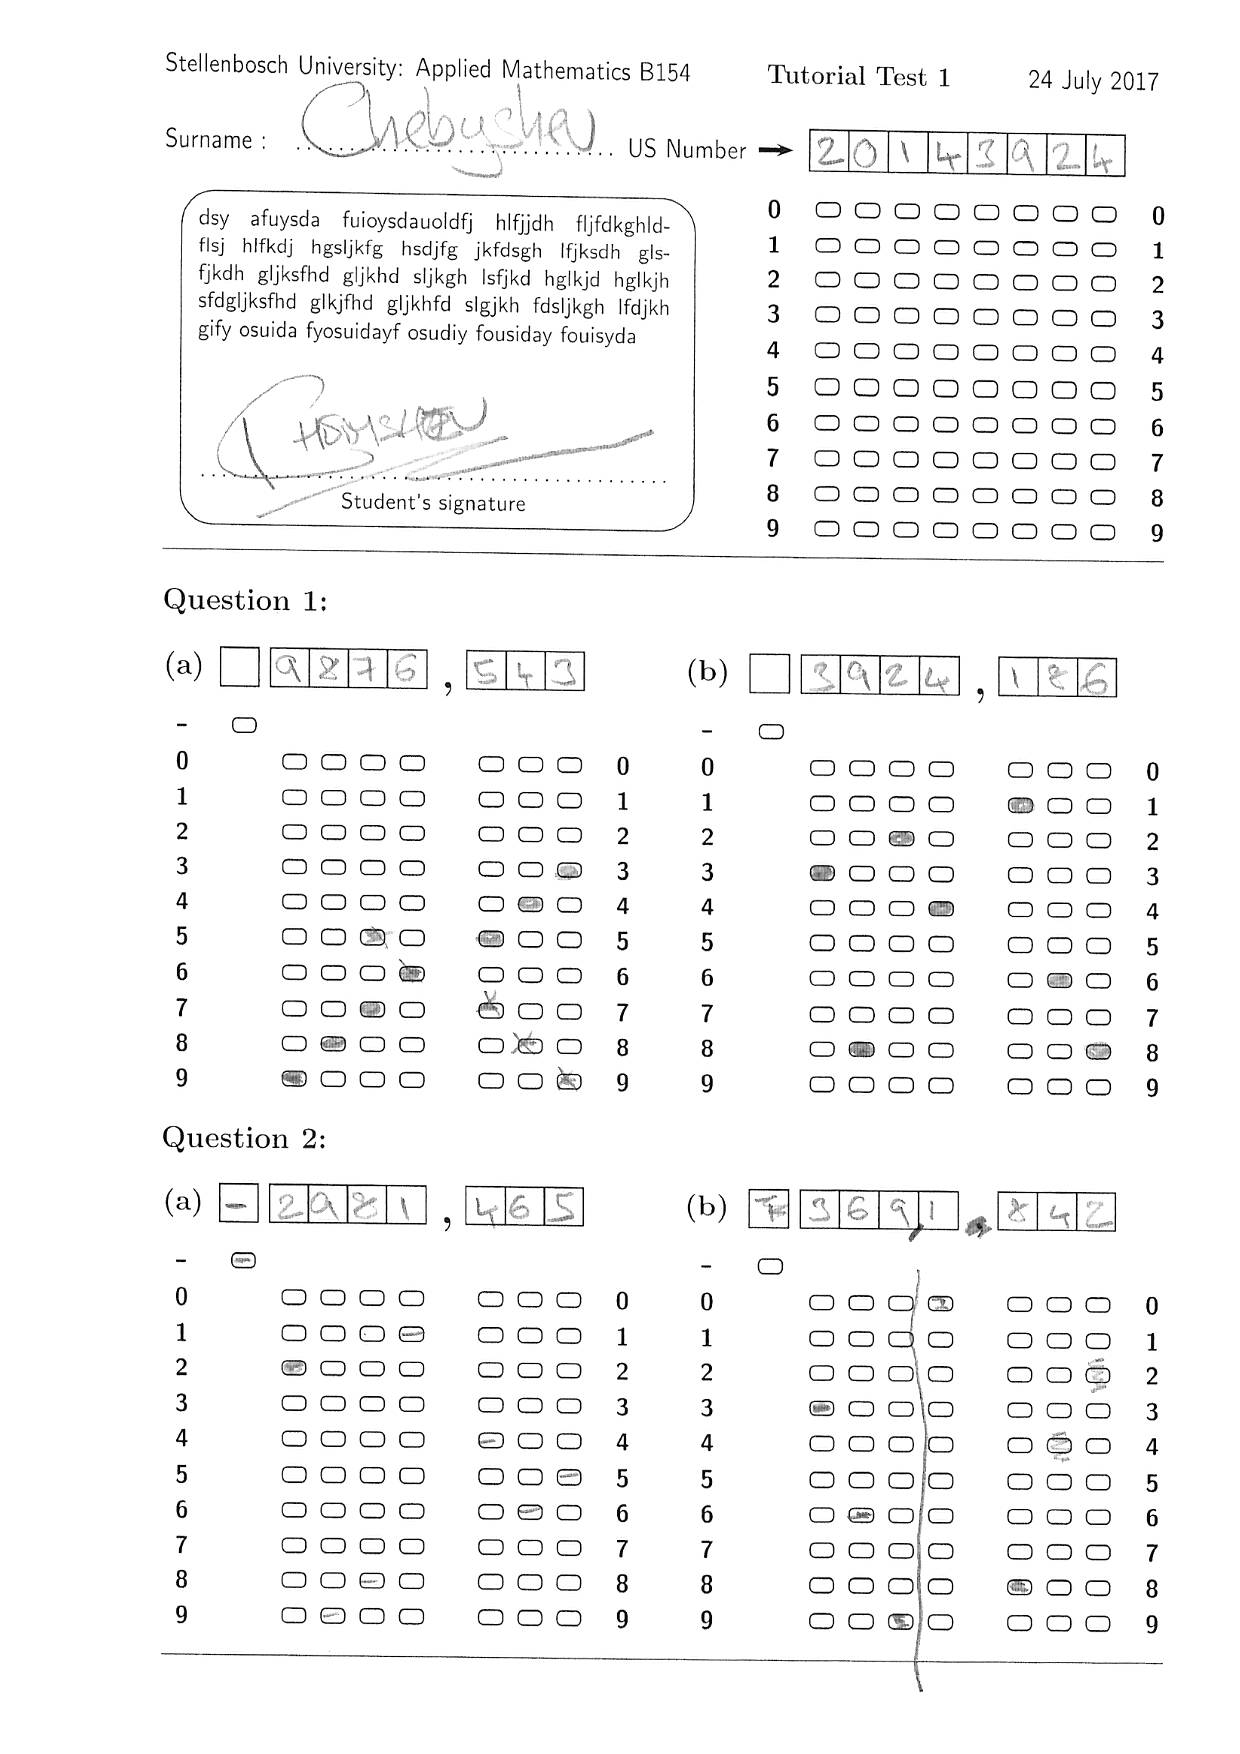 Stellenbosch University: Applied Mathematics B154 Tutorial Test 1 24 July 2017
Surname : Chebyshev US Number 2 0 1 4 3 9 2 4
dsy afuysda fuioysdauoldfj hlfjjdh fljfdkghld-
flsj hlfkdj hgsljkfg hsdjfg jkfdsgh lfjksdh gls-
fjkdh gljksfhd gljkhd sljkgh lsfjkd hglkjd hglkjh
sfdgljksfhd glkjfhd gljkhfd slgjkh fdsljkgh lfdjkh
gify osuida fyosuidayf osudiy fousiday fouisyda
Student's signature
0 0
1 1
2 2
3 3
4 4
5 5
6 6
7 7
8 8
9 9
Question 1:
(a) 9 8 7 6 , 5 4 3 (b) 3 9 2 4 , 1 8 6
- -
0 0 0 0
1 1 1 1
2 2 2 2
3 3 3 3
4 4 4 4
5 5 5 5
6 6 6 6
7 7 7 7
8 8 8 8
9 9 9 9
Question 2:
(a) - 2 9 8 1 , 4 6 5 (b) 3 6 9 , 1 8 4 2
- -
0 0 0 0
1 1 1 1
2 2 2 2
3 3 3 3
4 4 4 4
5 5 5 5
6 6 6 6
7 7 7 7
8 8 8 8
9 9 9 9